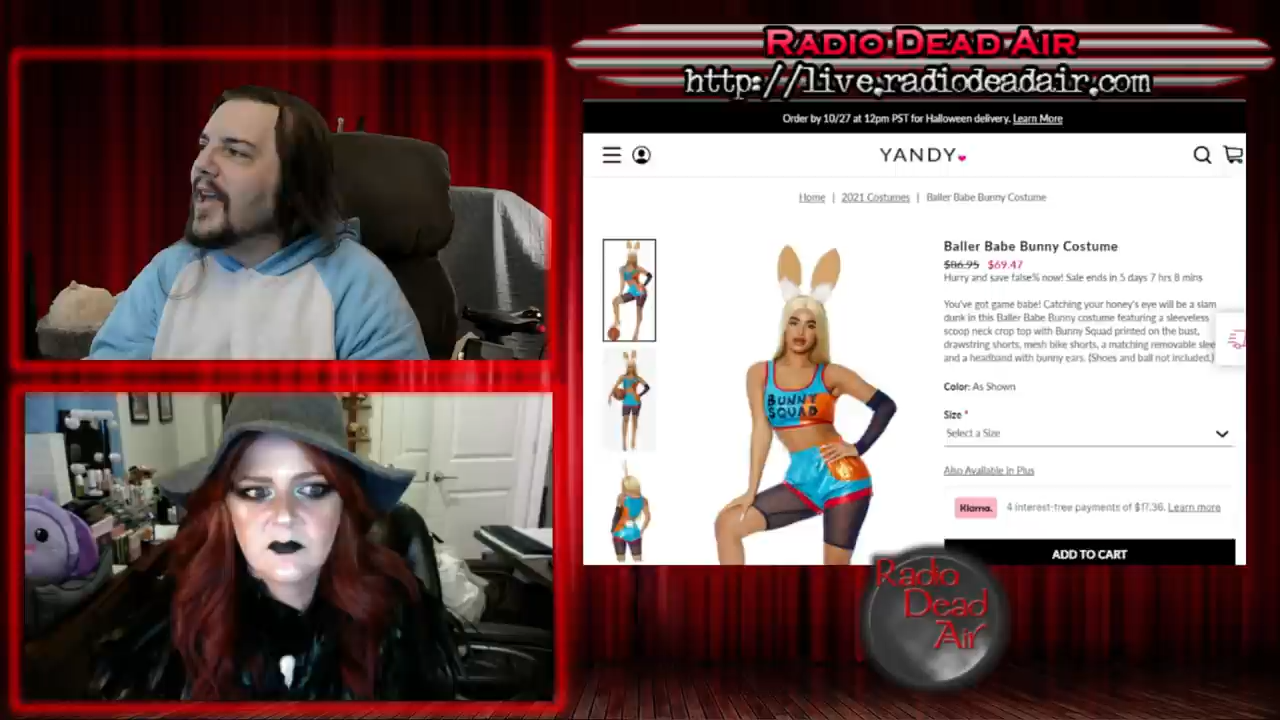 Radio Dead Air
http://live.radiodeadair.com
Order by 10/27 at 12pm PST for Halloween delivery. Learn More
YANDY
Home | 2021 Costumes | Baller Babe Bunny Costume
Baller Babe Bunny Costume
$86.95 $69.47
Hurry and save false% now! Sale ends in 5 days 7 hrs 8 mins
You've got game babe! Catching your honey's eye will be a slam
dunk in this Baller Babe Bunny costume featuring a sleeveless
scoop neck crop top with Bunny Squad printed on the bust,
drawstring shorts, mesh bike shorts, a matching removable slee
and a headband with bunny ears. (Shoes and ball not included.)
BUNNY
SQUAD
Color: As Shown
Size *
Select a Size
Also Available in Plus
Klarna. 4 interest-free payments of $17.36. Learn more
ADD TO CART
Radio
Dead
Air